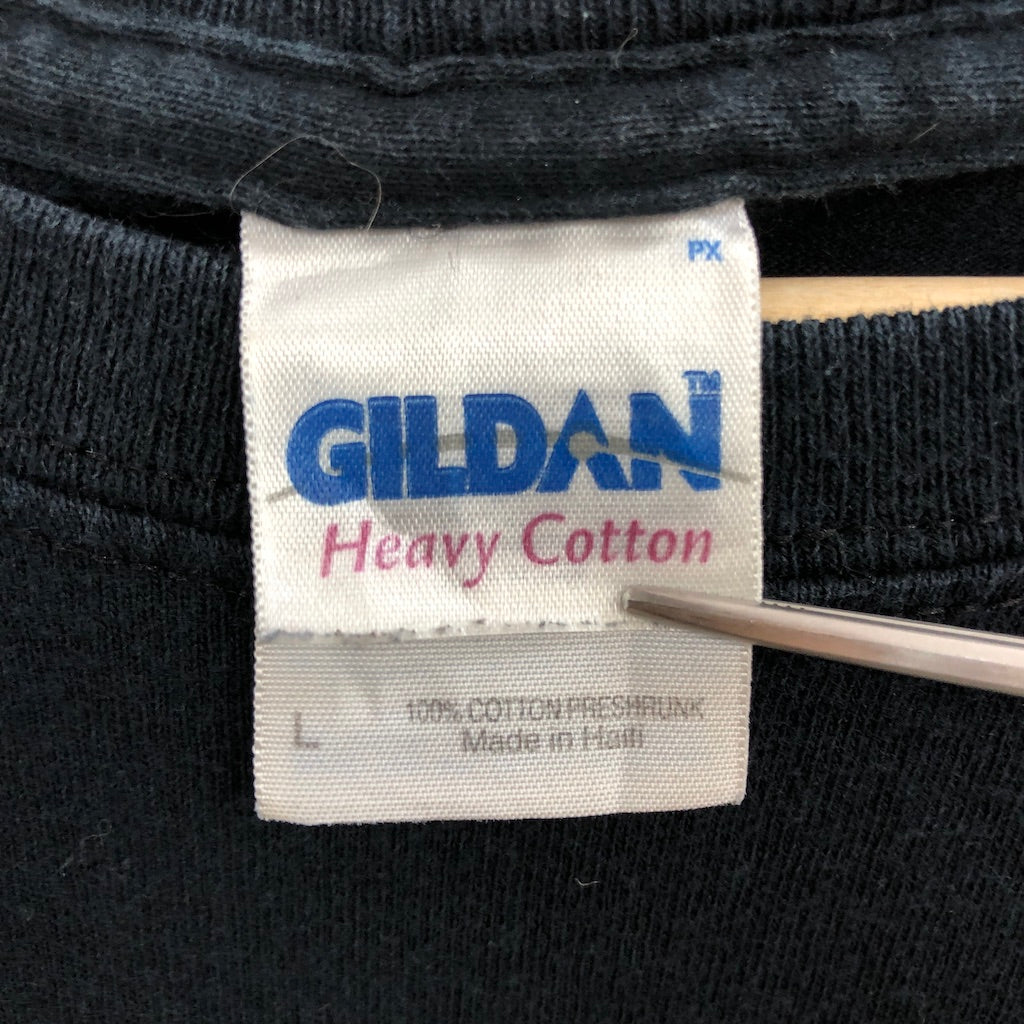 PX
GILDAN™
Heavy Cotton
L
100% COTTON PRESHRUNK
Made in Haiti